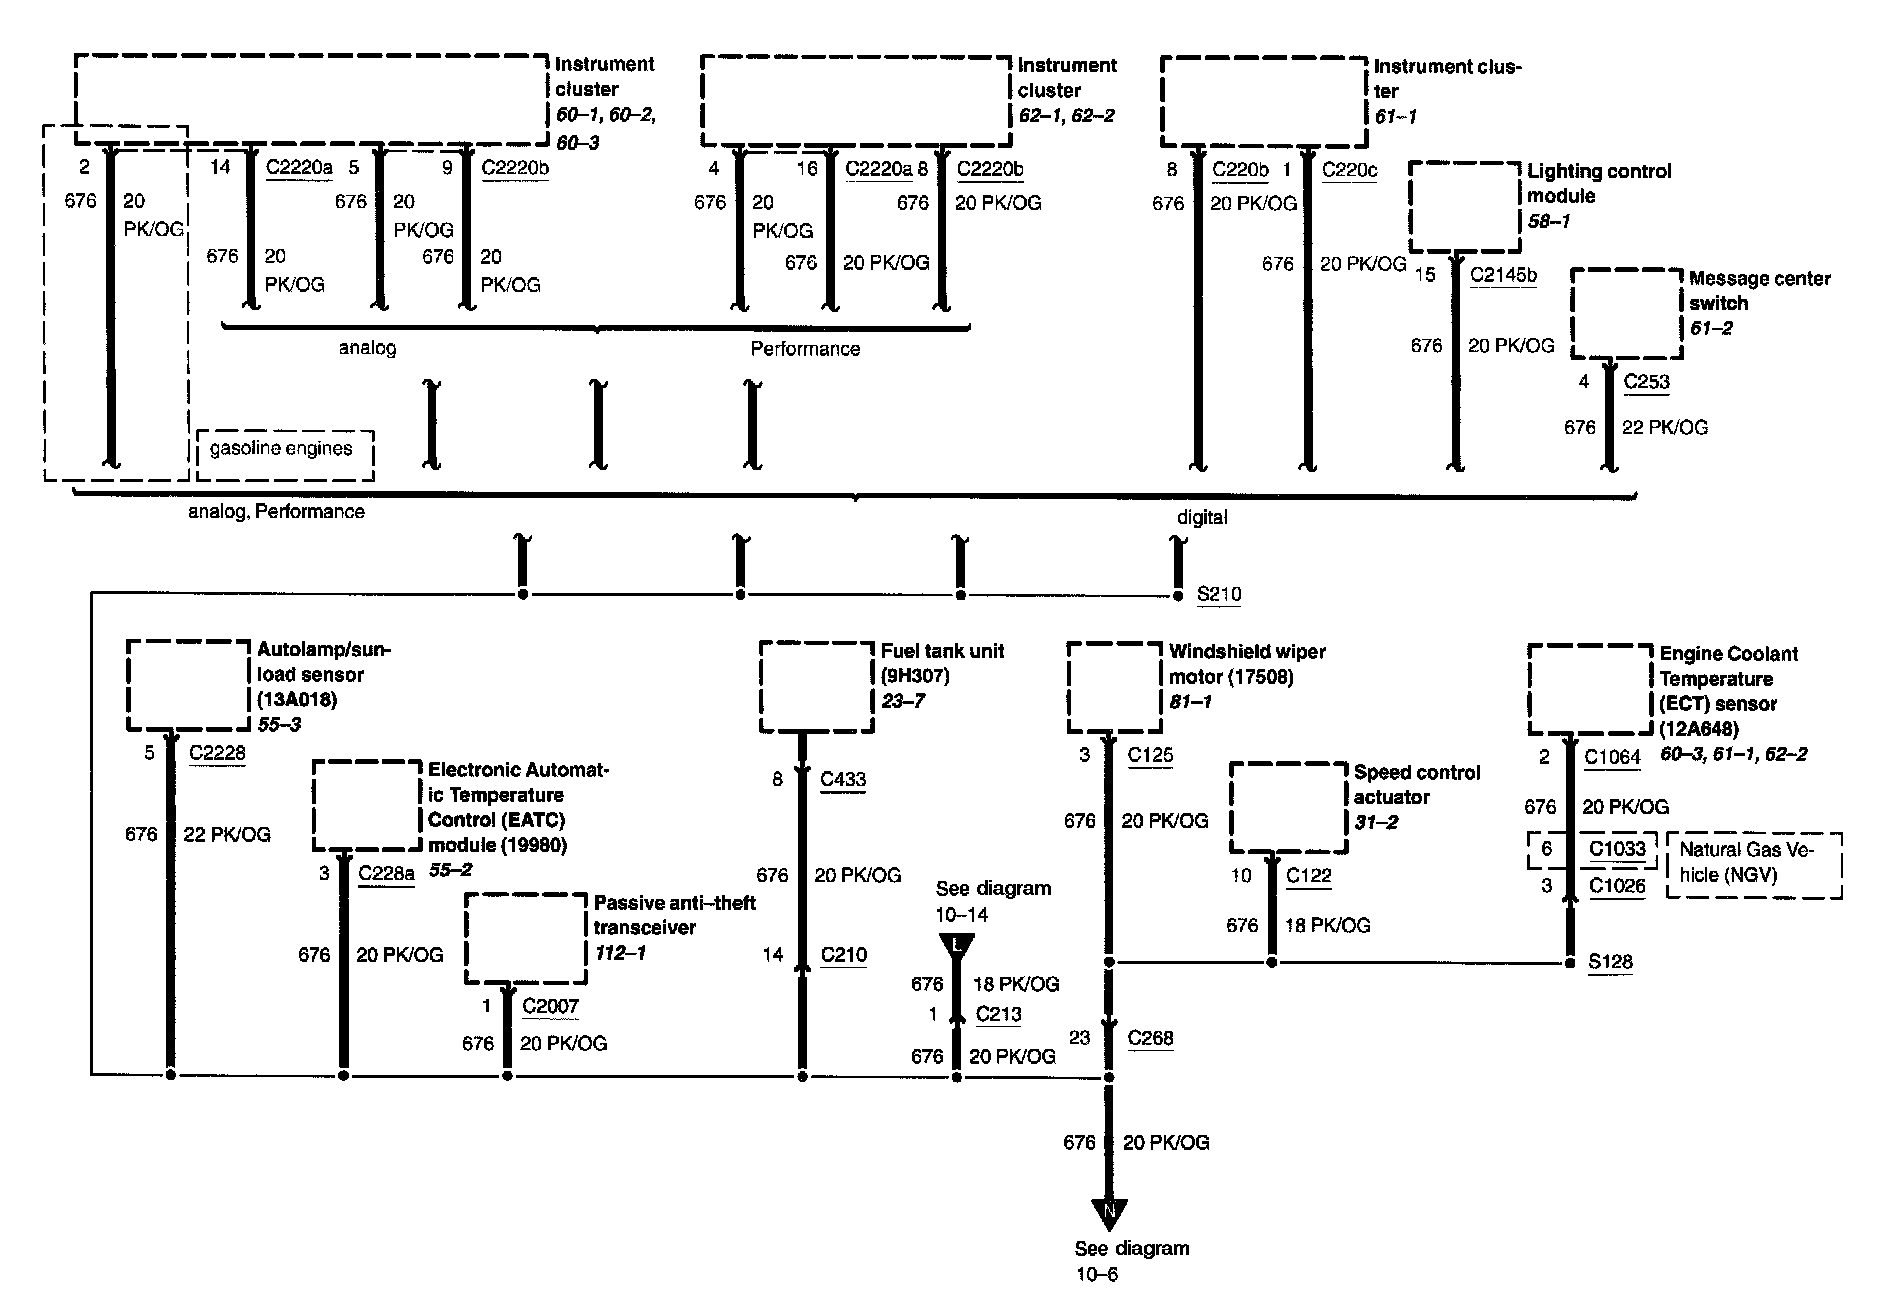 Instrument
cluster
60–1, 60–2,
60–3
Instrument
cluster
62–1, 62–2
Instrument clus-
ter
61–1
2
14
C2220a
5
9
C2220b
4
16
C2220a
8
C2220b
8
C220b
1
C220c
Lighting control
module
58–1
676
20
PK/OG
676
20
PK/OG
676
20
PK/OG
676
20
PK/OG
676
20
PK/OG
676
20 PK/OG
676
20 PK/OG
676
20 PK/OG
676
20 PK/OG
15
C2145b
Message center
switch
61–2
676
20 PK/OG
4
C253
676
22 PK/OG
analog
Performance
gasoline engines
analog, Performance
digital
S210
Autolamp/sun-
load sensor
(13A018)
55–3
Fuel tank unit
(9H307)
23–7
Windshield wiper
motor (17508)
81–1
Engine Coolant
Temperature
(ECT) sensor
(12A648)
60–3, 61–1, 62–2
5
C2228
676
22 PK/OG
Electronic Automat-
ic Temperature
Control (EATC)
module (19980)
55–2
3
C228a
676
20 PK/OG
Passive anti–theft
transceiver
112–1
1
C2007
676
20 PK/OG
8
C433
676
20 PK/OG
14
C210
See diagram
10–14
L
676
18 PK/OG
1
C213
676
20 PK/OG
3
C125
676
20 PK/OG
Speed control
actuator
31–2
10
C122
676
18 PK/OG
2
C1064
676
20 PK/OG
6
C1033
Natural Gas Ve-
hicle (NGV)
3
C1026
S128
23
C268
676
20 PK/OG
N
See diagram
10–6